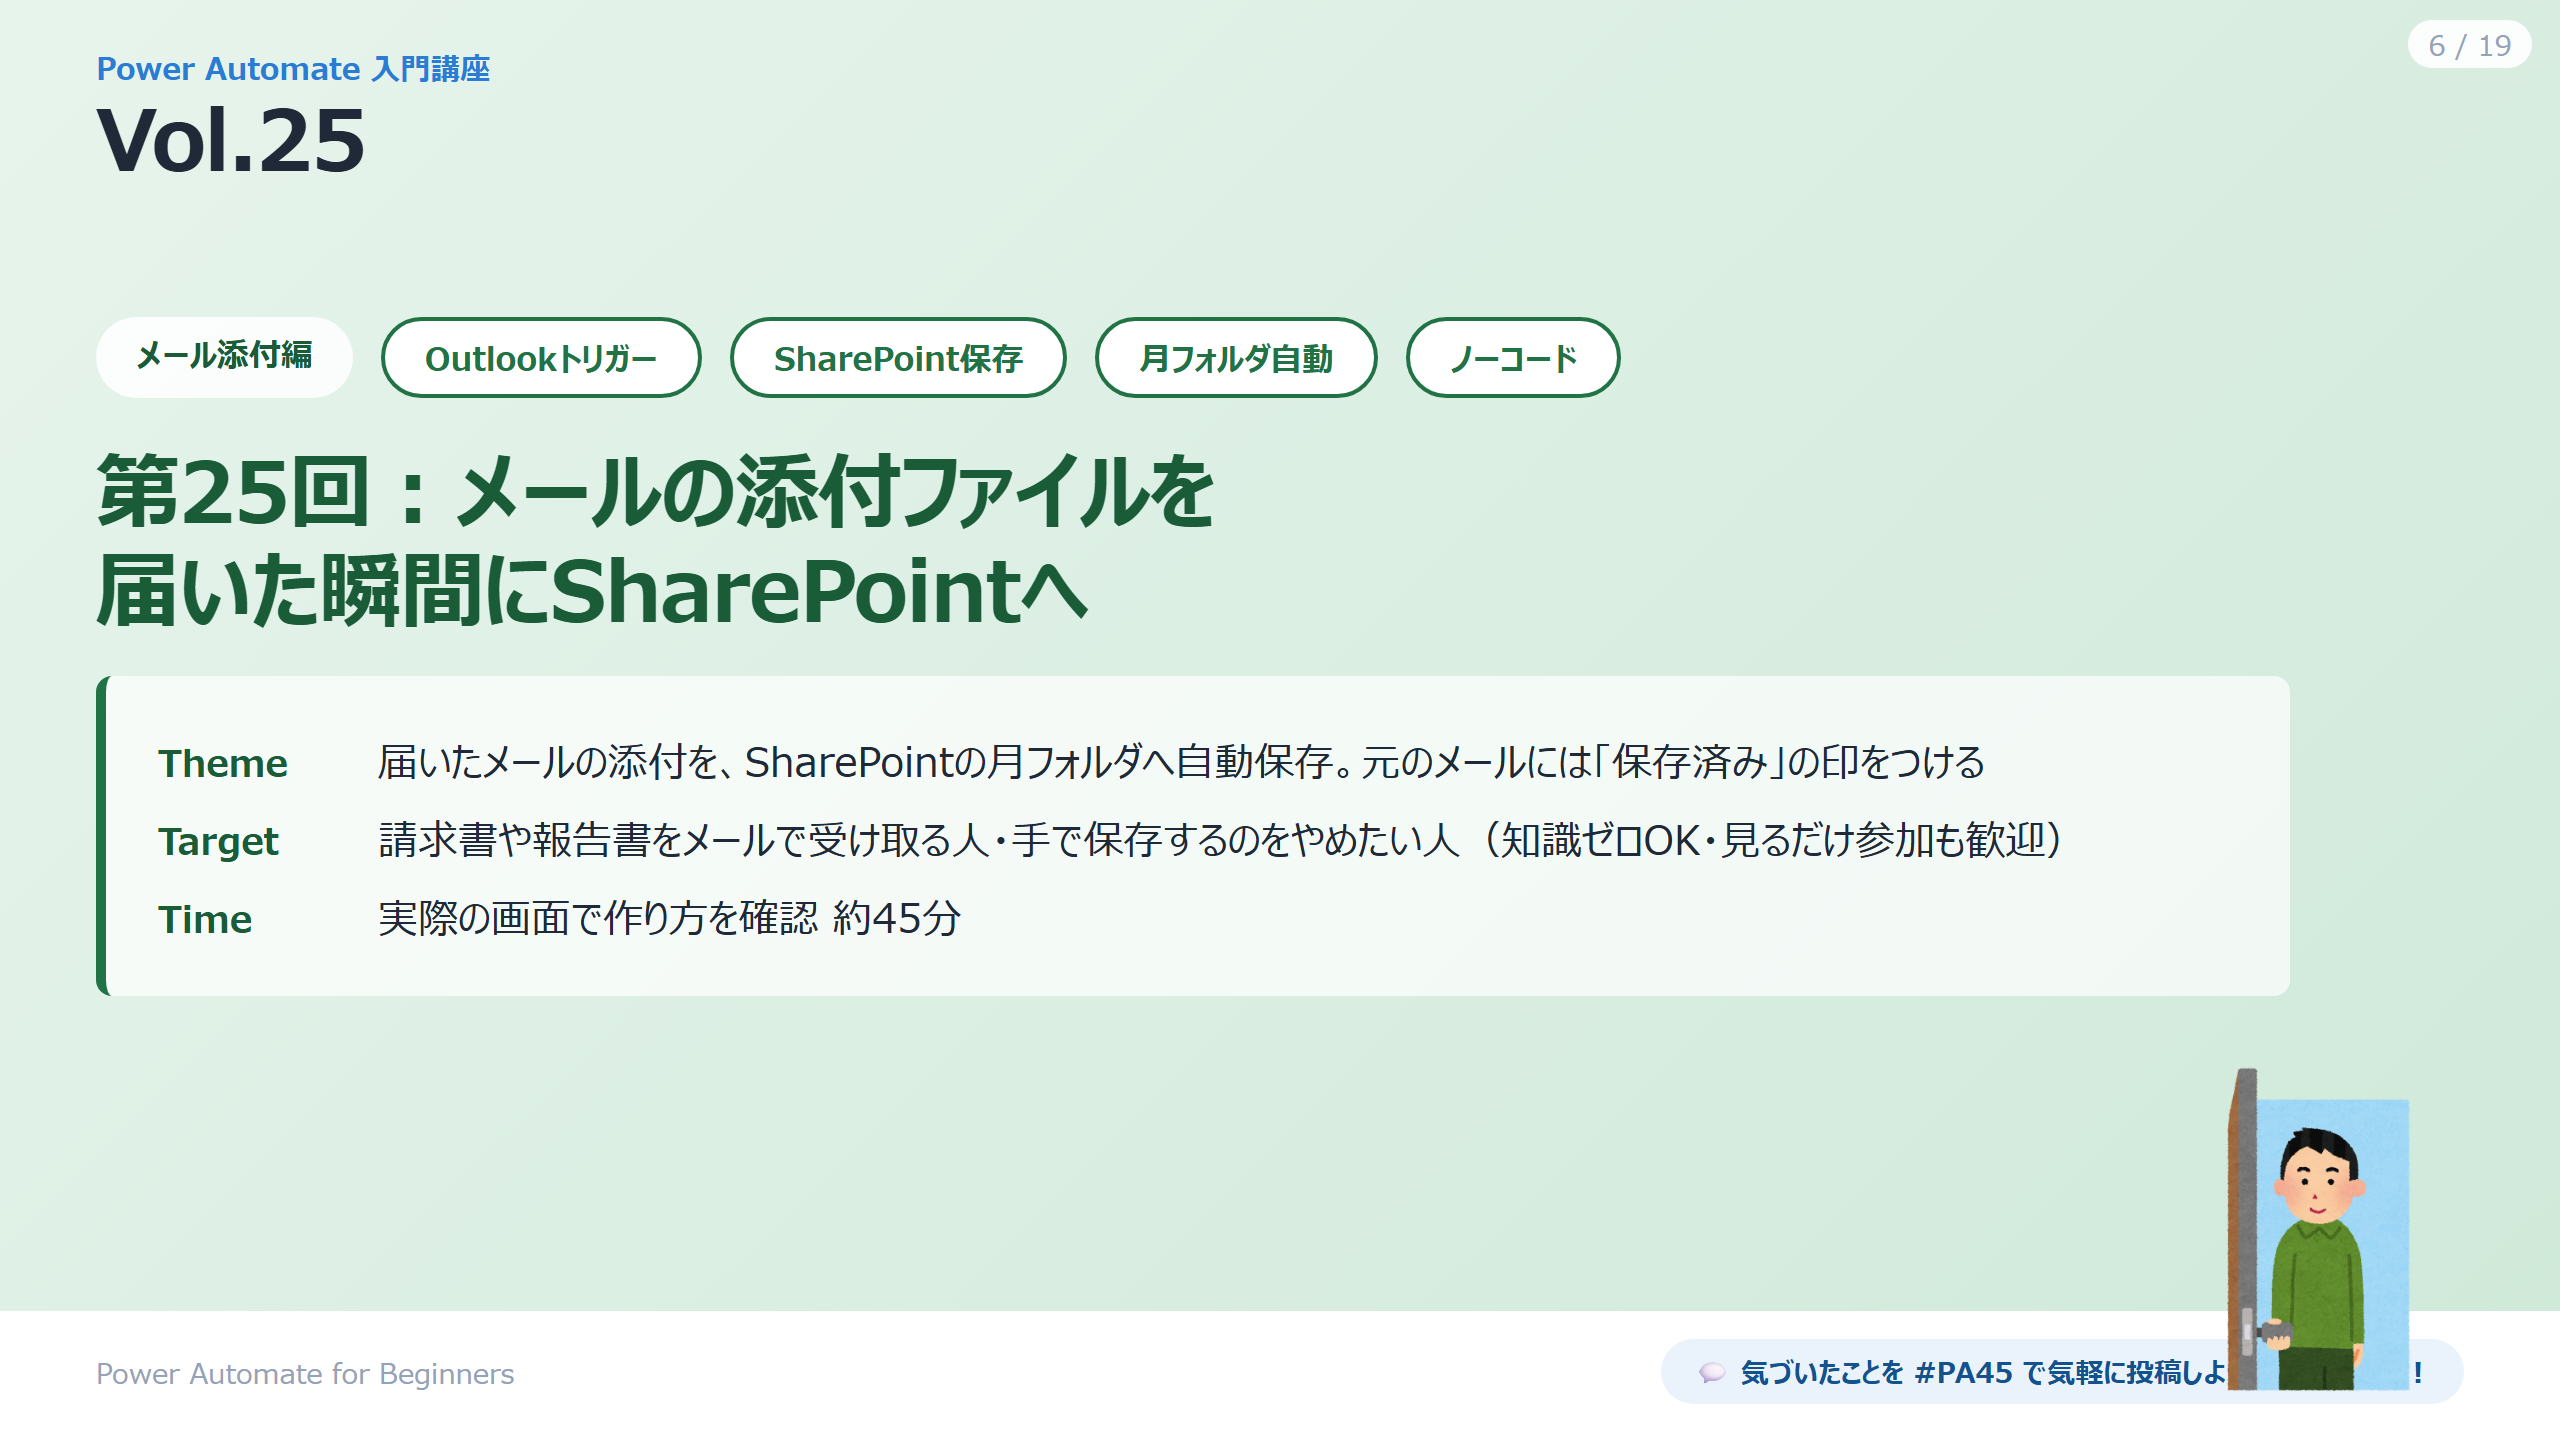 Power Automate 入門講座
6 / 19
Vol.25
メール添付編
Outlookトリガー
SharePoint保存
月フォルダ自動
ノーコード
第25回：メールの添付ファイルを
届いた瞬間にSharePointへ
Theme 届いたメールの添付を、SharePointの月フォルダへ自動保存。元のメールには「保存済み」の印をつける
Target 請求書や報告書をメールで受け取る人・手で保存するのをやめたい人（知識ゼロOK・見るだけ参加も歓迎）
Time 実際の画面で作り方を確認 約45分
Power Automate for Beginners
気づいたことを #PA45 で気軽に投稿しよ ！